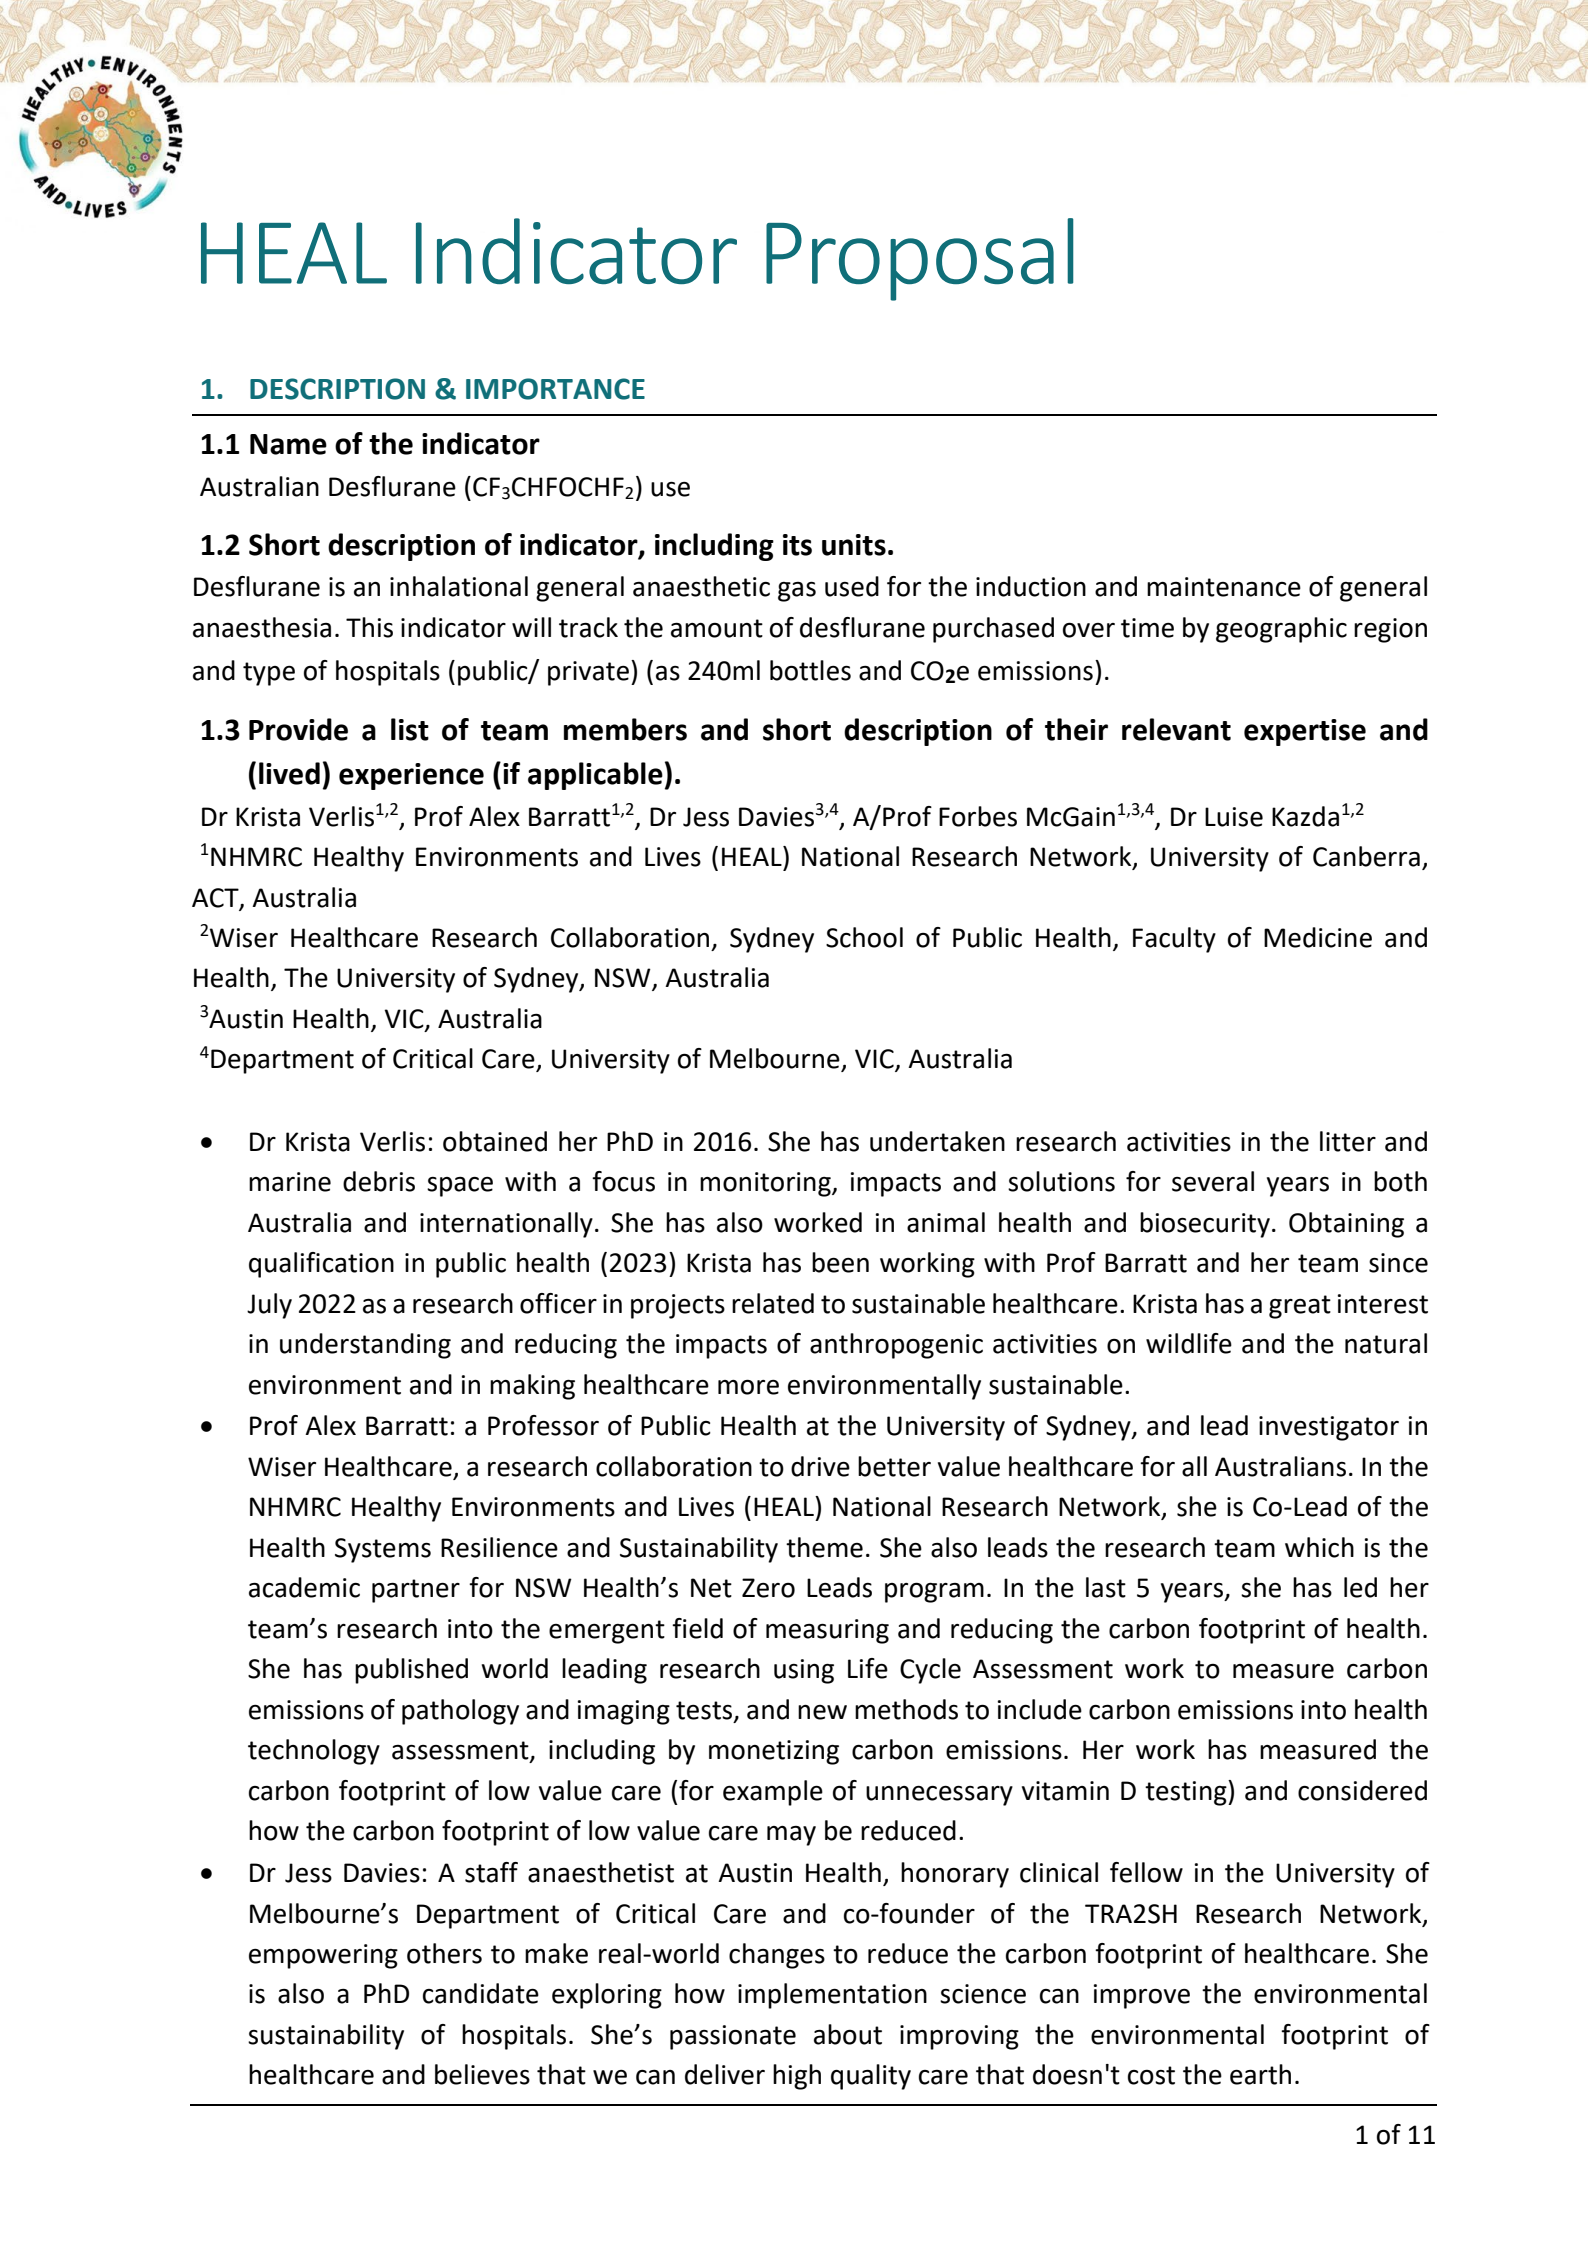 HEALTHY • ENVIRONMENTS
AND • LIVES
HEAL Indicator Proposal
1. DESCRIPTION & IMPORTANCE
1.1 Name of the indicator
Australian Desflurane (CF₃CHFOCHF₂) use
1.2 Short description of indicator, including its units.
Desflurane is an inhalational general anaesthetic gas used for the induction and maintenance of general
anaesthesia. This indicator will track the amount of desflurane purchased over time by geographic region
and type of hospitals (public/ private) (as 240ml bottles and CO₂e emissions).
1.3 Provide a list of team members and short description of their relevant expertise and
(lived) experience (if applicable).
Dr Krista Verlis¹,², Prof Alex Barratt¹,², Dr Jess Davies³,⁴, A/Prof Forbes McGain¹,³,⁴, Dr Luise Kazda¹,²
¹NHMRC Healthy Environments and Lives (HEAL) National Research Network, University of Canberra,
ACT, Australia
²Wiser Healthcare Research Collaboration, Sydney School of Public Health, Faculty of Medicine and
Health, The University of Sydney, NSW, Australia
³Austin Health, VIC, Australia
⁴Department of Critical Care, University of Melbourne, VIC, Australia
• Dr Krista Verlis: obtained her PhD in 2016. She has undertaken research activities in the litter and
marine debris space with a focus in monitoring, impacts and solutions for several years in both
Australia and internationally. She has also worked in animal health and biosecurity. Obtaining a
qualification in public health (2023) Krista has been working with Prof Barratt and her team since
July 2022 as a research officer in projects related to sustainable healthcare. Krista has a great interest
in understanding and reducing the impacts of anthropogenic activities on wildlife and the natural
environment and in making healthcare more environmentally sustainable.
• Prof Alex Barratt: a Professor of Public Health at the University of Sydney, and lead investigator in
Wiser Healthcare, a research collaboration to drive better value healthcare for all Australians. In the
NHMRC Healthy Environments and Lives (HEAL) National Research Network, she is Co-Lead of the
Health Systems Resilience and Sustainability theme. She also leads the research team which is the
academic partner for NSW Health’s Net Zero Leads program. In the last 5 years, she has led her
team’s research into the emergent field of measuring and reducing the carbon footprint of health.
She has published world leading research using Life Cycle Assessment work to measure carbon
emissions of pathology and imaging tests, and new methods to include carbon emissions into health
technology assessment, including by monetizing carbon emissions. Her work has measured the
carbon footprint of low value care (for example of unnecessary vitamin D testing) and considered
how the carbon footprint of low value care may be reduced.
• Dr Jess Davies: A staff anaesthetist at Austin Health, honorary clinical fellow in the University of
Melbourne’s Department of Critical Care and co-founder of the TRA2SH Research Network,
empowering others to make real-world changes to reduce the carbon footprint of healthcare. She
is also a PhD candidate exploring how implementation science can improve the environmental
sustainability of hospitals. She’s passionate about improving the environmental footprint of
healthcare and believes that we can deliver high quality care that doesn't cost the earth.
1 of 11